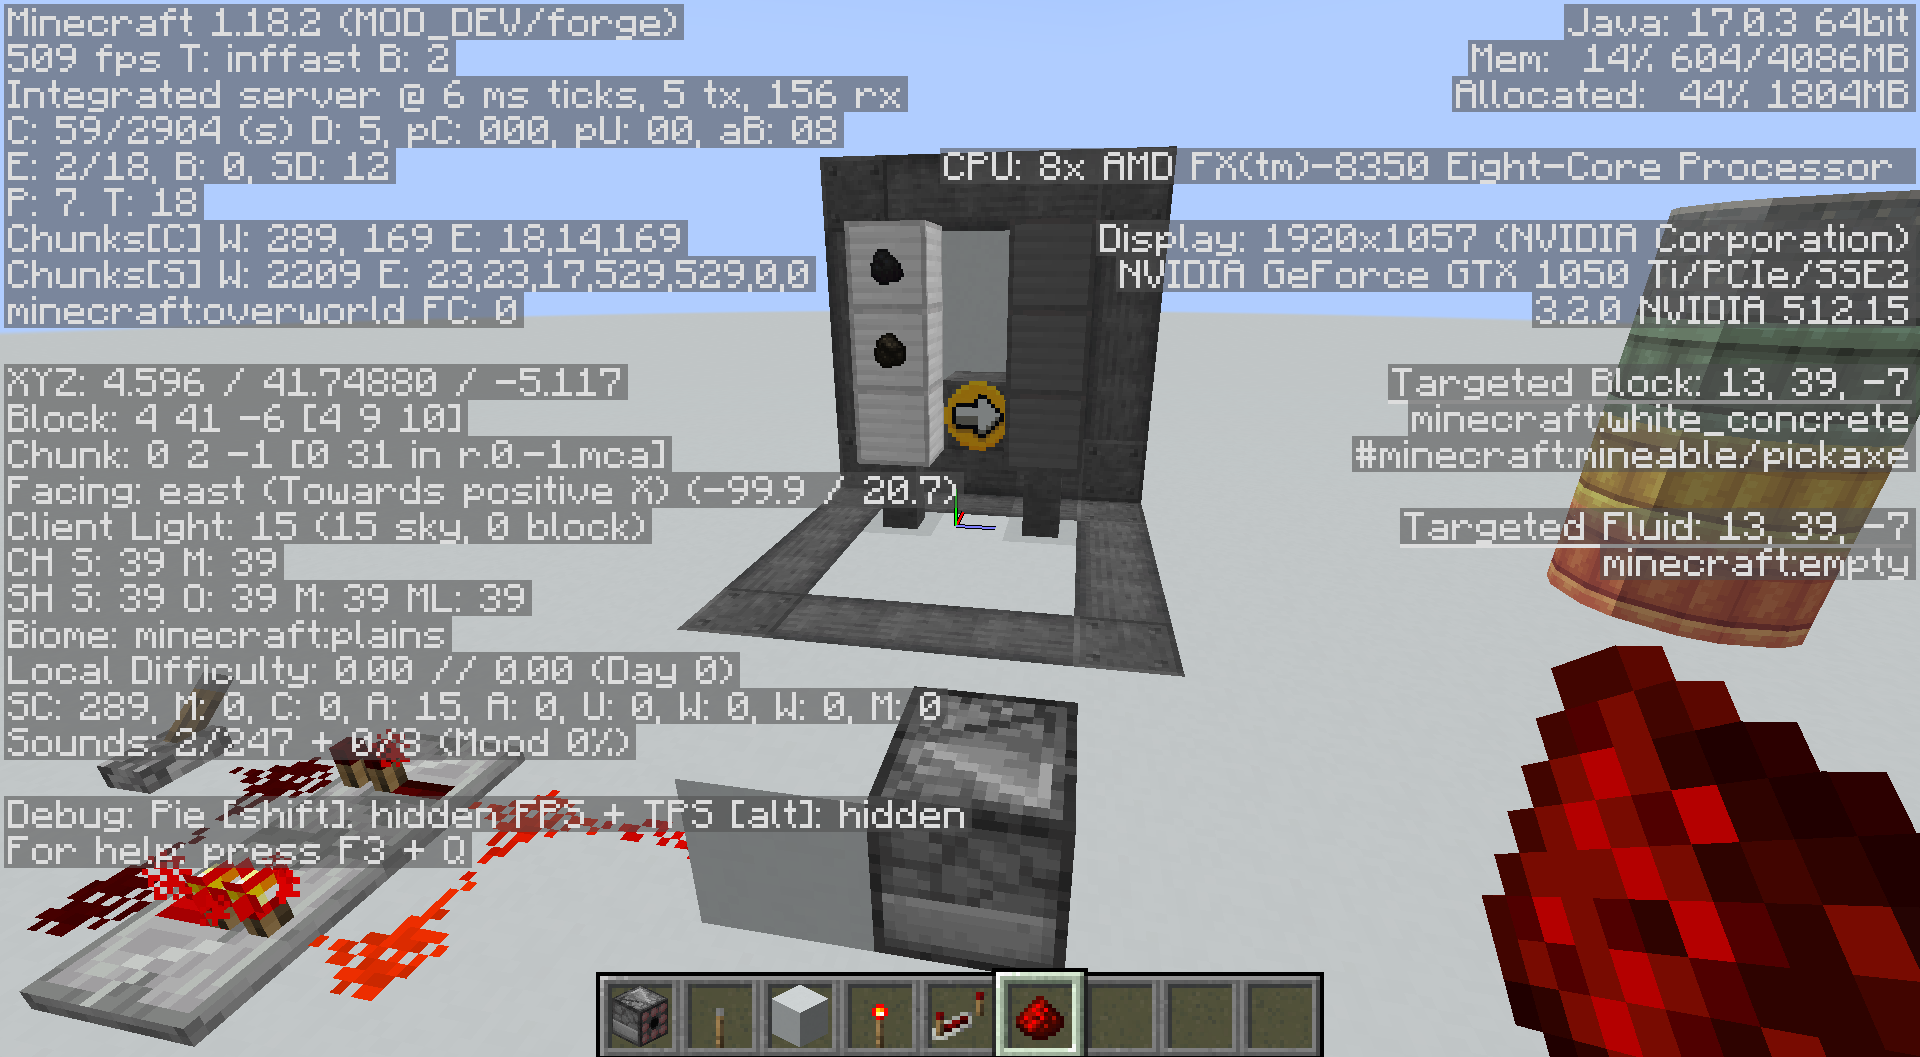 Minecraft 1.18.2 (MOD_DEV/forge)
509 fps T: inffast B: 2
Integrated server @ 6 ms ticks, 5 tx, 156 rx
C: 59/2904 (s) D: 5, pC: 000, pU: 00, aB: 08
E: 2/18, B: 0, SD: 12
P: 7. T: 18
Chunks[C] W: 289, 169 E: 18,14,169
Chunks[S] W: 2209 E: 23,23,17,529,529,0,0
minecraft:overworld FC: 0
XYZ: 4.596 / 41.74880 / -5.117
Block: 4 41 -6 [4 9 10]
Chunk: 0 2 -1 [0 31 in r.0.-1.mca]
Facing: east (Towards positive X) (-99.9 / 20.7)
Client Light: 15 (15 sky, 0 block)
CH S: 39 M: 39
SH S: 39 O: 39 M: 39 ML: 39
Biome: minecraft:plains
Local Difficulty: 0.00 // 0.00 (Day 0)
SC: 289, M: 0, C: 0, A: 15, A: 0, U: 0, W: 0, W: 0, M: 0
Sounds: 2/247 + 0/8 (Mood 0%)
Debug: Pie [shift]: hidden FPS + TPS [alt]: hidden
For help: press F3 + Q
Java: 17.0.3 64bit
Mem: 14% 604/4086MB
Allocated: 44% 1804MB
CPU: 8x AMD FX(tm)-8350 Eight-Core Processor
Display: 1920x1057 (NVIDIA Corporation)
NVIDIA GeForce GTX 1050 Ti/PCIe/SSE2
3.2.0 NVIDIA 512.15
Targeted Block: 13, 39, -7
minecraft:white_concrete
#minecraft:mineable/pickaxe
Targeted Fluid: 13, 39, -7
minecraft:empty